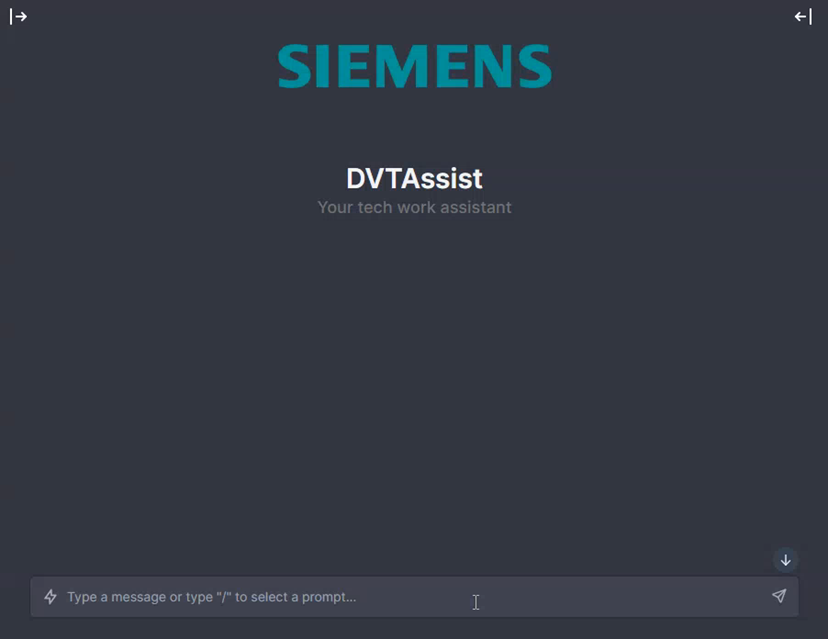 SIEMENS
DVTAssist
Your tech work assistant
Type a message or type "/" to select a prompt...